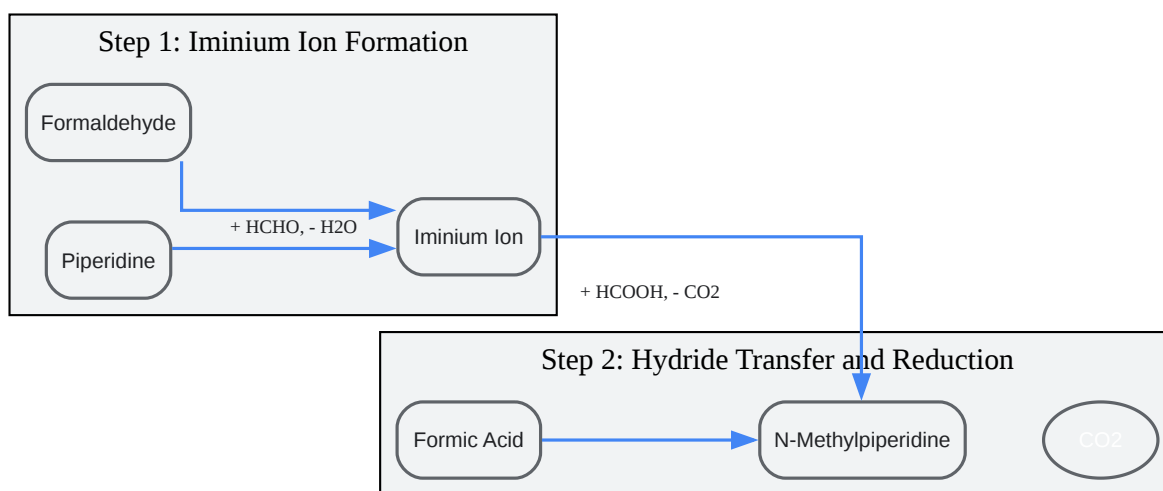 Step 1: Iminium Ion Formation
Formaldehyde
+ HCHO, - H2O
Iminium Ion
Piperidine
+ HCOOH, - CO2
Step 2: Hydride Transfer and Reduction
Formic Acid
N-Methylpiperidine
CO2